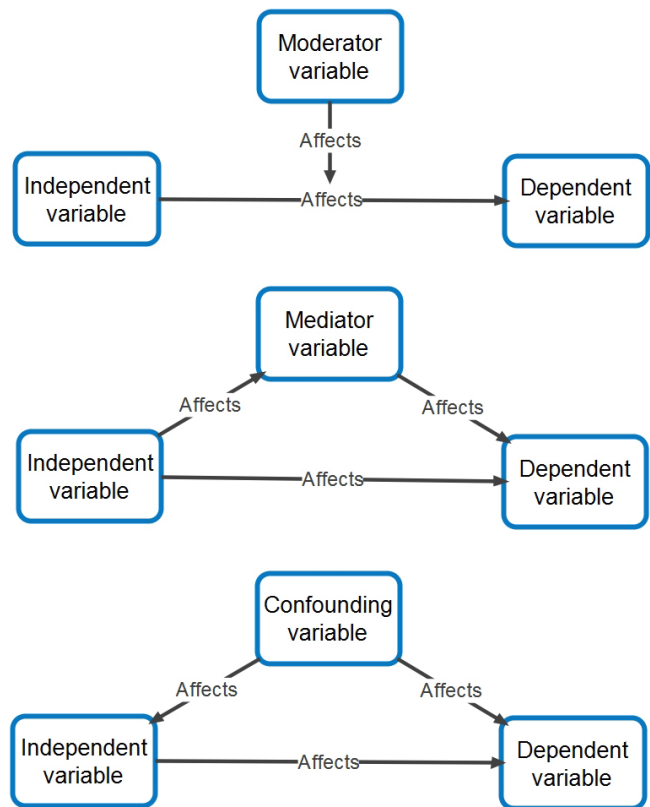 Moderator
variable
Affects
Independent
variable
Affects
Dependent
variable
Mediator
variable
Affects
Affects
Independent
variable
Affects
Dependent
variable
Confounding
variable
Affects
Affects
Independent
variable
Affects
Dependent
variable